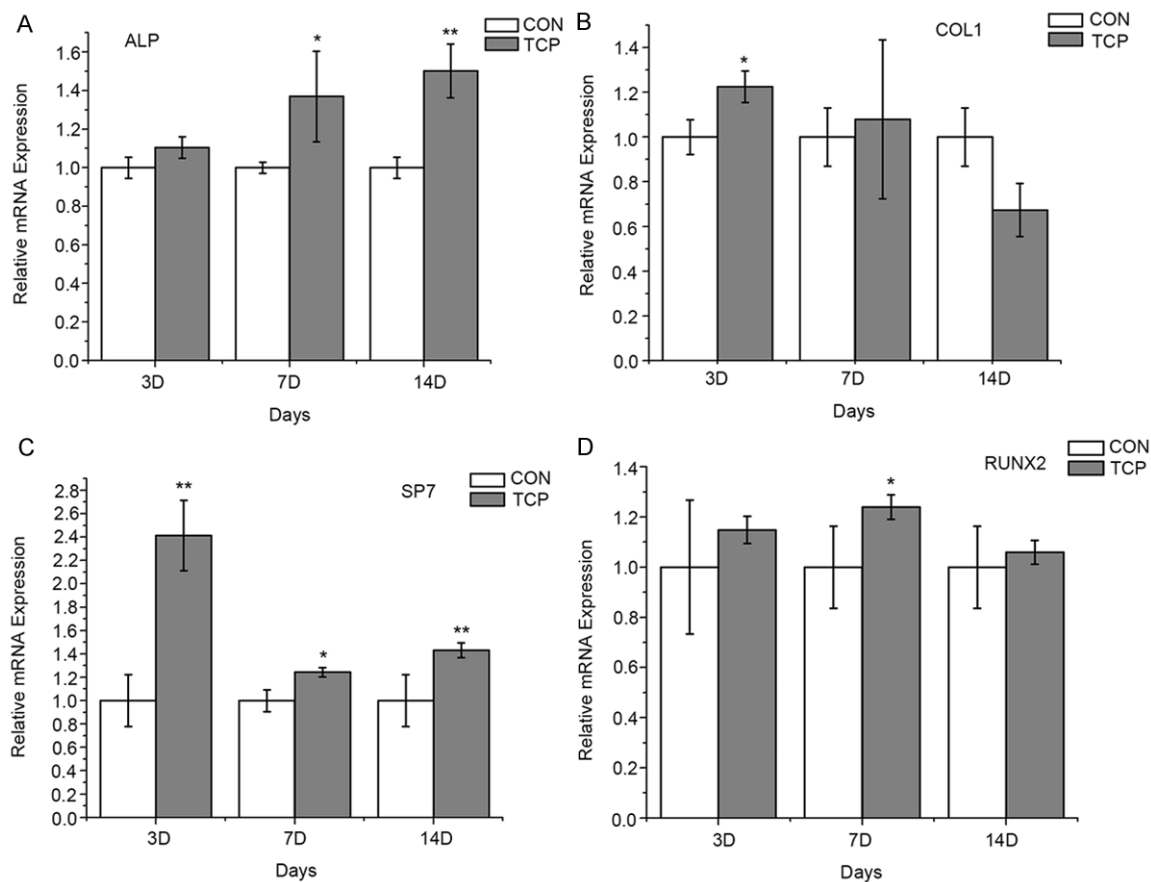 A
ALP
CON
TCP
Relative mRNA Expression
1.6
1.4
1.2
1.0
0.8
0.6
0.4
0.2
0.0
*
**
3D 7D 14D
Days
B
COL1
CON
TCP
Relative mRNA Expression
1.4
1.2
1.0
0.8
0.6
0.4
0.2
0.0
*
3D 7D 14D
Days
C
SP7
CON
TCP
Relative mRNA Expression
2.8
2.6
2.4
2.2
2.0
1.8
1.6
1.4
1.2
1.0
0.8
0.6
0.4
0.2
0.0
**
*
**
3D 7D 14D
Days
D
RUNX2
CON
TCP
Relative mRNA Expression
1.4
1.2
1.0
0.8
0.6
0.4
0.2
0.0
*
3D 7D 14D
Days